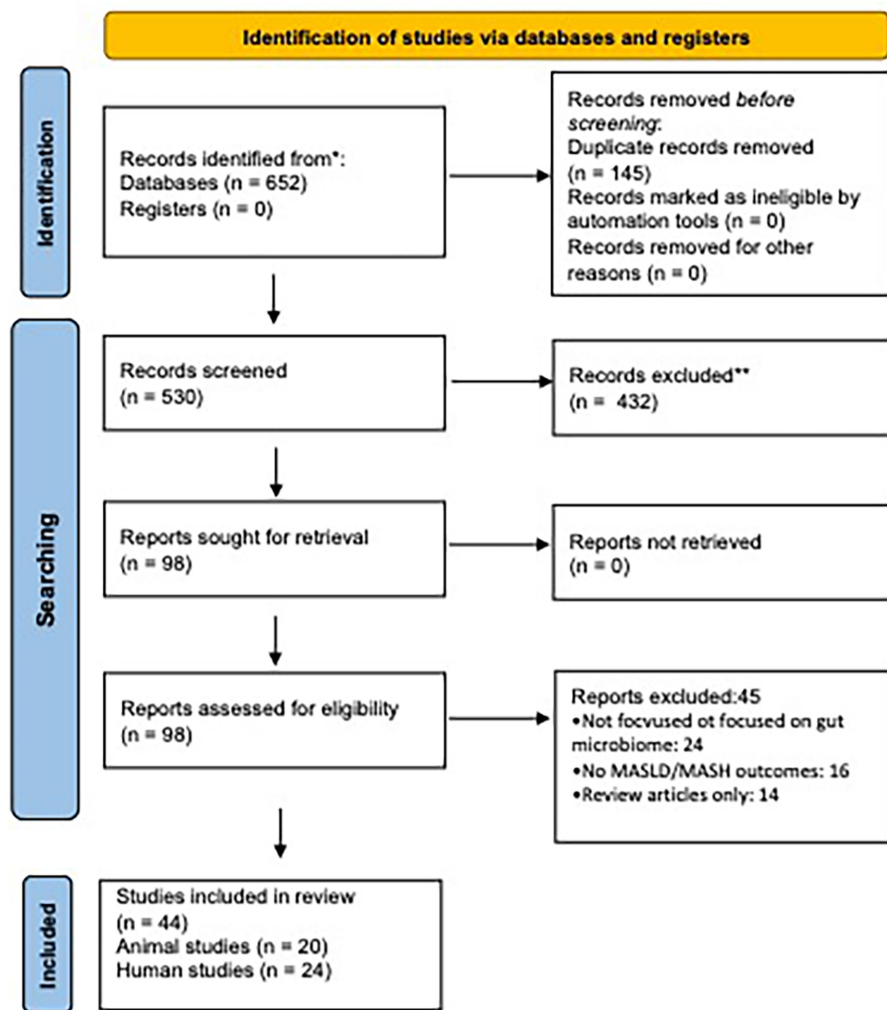 Identification of studies via databases and registers
Identification
Records identified from*:
Databases (n = 652)
Registers (n = 0)
Records removed before
screening:
Duplicate records removed
(n = 145)
Records marked as ineligible by
automation tools (n = 0)
Records removed for other
reasons (n = 0)
Searching
Records screened
(n = 530)
Records excluded**
(n = 432)
Reports sought for retrieval
(n = 98)
Reports not retrieved
(n = 0)
Reports assessed for eligibility
(n = 98)
Reports excluded:45
•Not focvused ot focused on gut
microbiome: 24
•No MASLD/MASH outcomes: 16
•Review articles only: 14
Included
Studies included in review
(n = 44)
Animal studies (n = 20)
Human studies (n = 24)